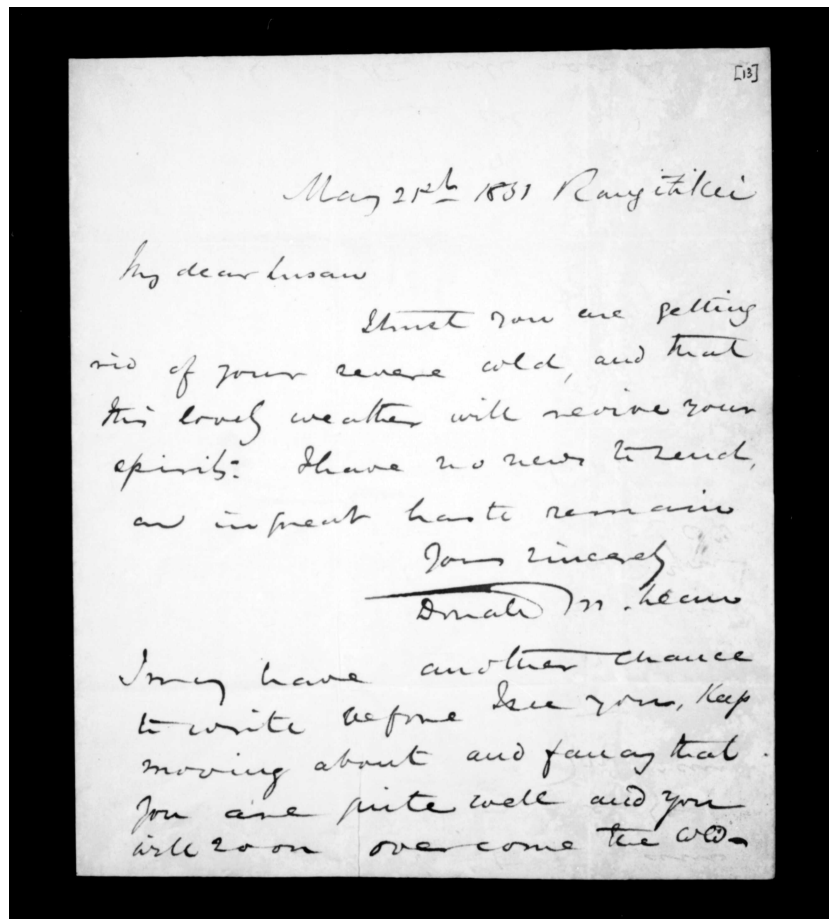 [13]
May 21st 1851 Rangitikei
My dear Susan
I trust you are getting
rid of your severe cold, and that
this lovely weather will revive your
spirits. I have no news to send,
an in great haste remain
Yours sincerely
Donald McLean
I may have another chance
to write before I see you, Keep
moving about and fancy that
you are quite well and you
will soon overcome the cold